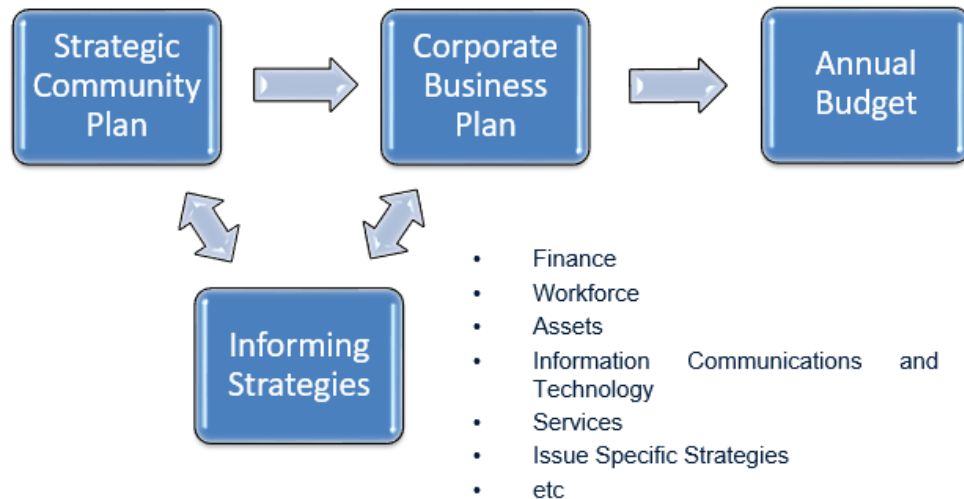 Strategic
Community
Plan
Corporate
Business
Plan
Annual
Budget
Informing
Strategies
• Finance
• Workforce
• Assets
• Information Communications and
Technology
• Services
• Issue Specific Strategies
• etc